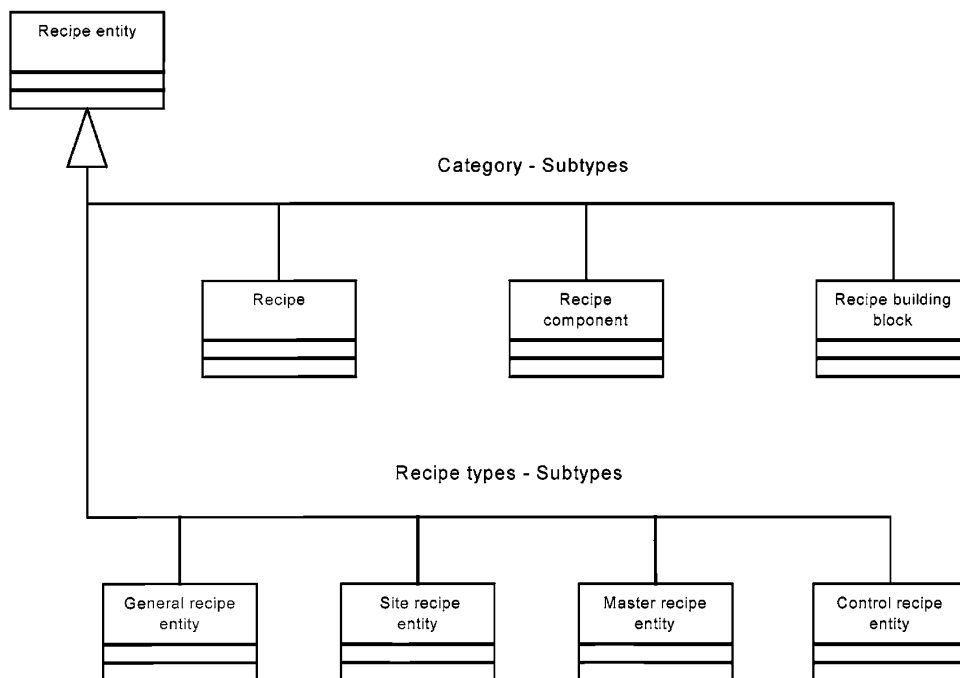 Recipe entity
Category - Subtypes
Recipe
Recipe
component
Recipe building
block
Recipe types - Subtypes
General recipe
entity
Site recipe
entity
Master recipe
entity
Control recipe
entity